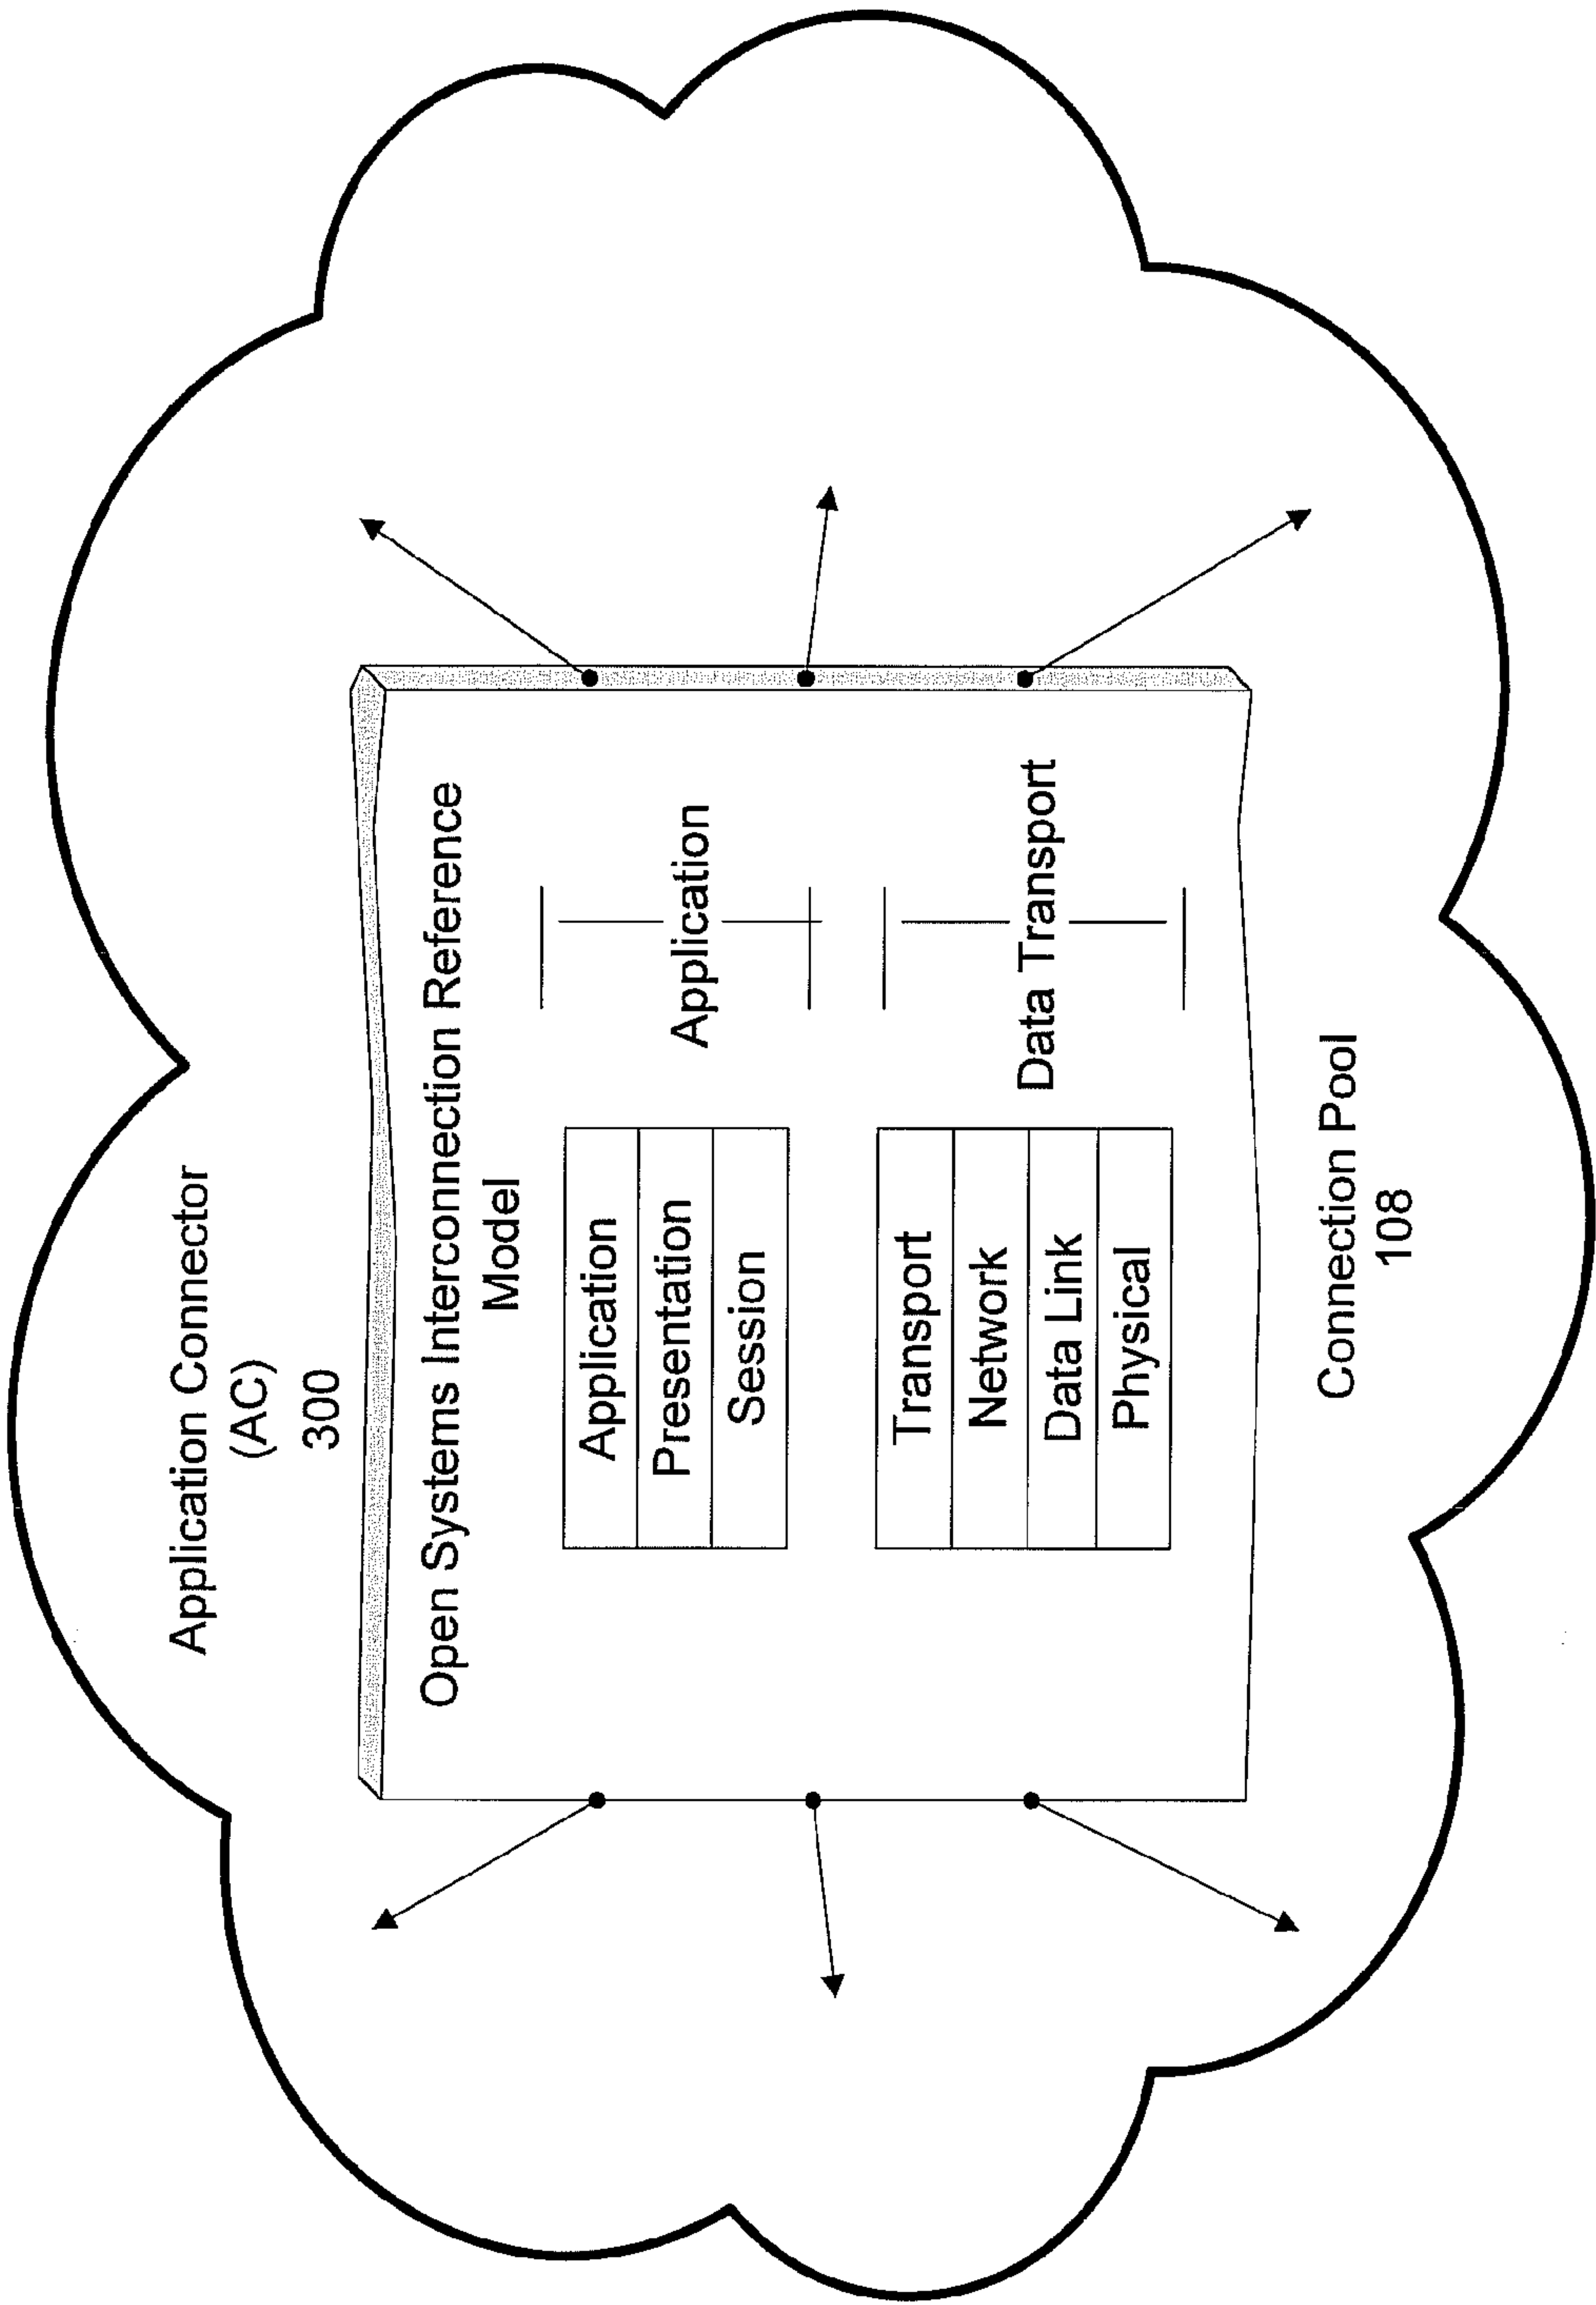 Application Connector
(AC)
300
Open Systems Interconnection Reference
Model
Application
Presentation
Session
Application
Transport
Network
Data Link
Physical
Data Transport
Connection Pool
108